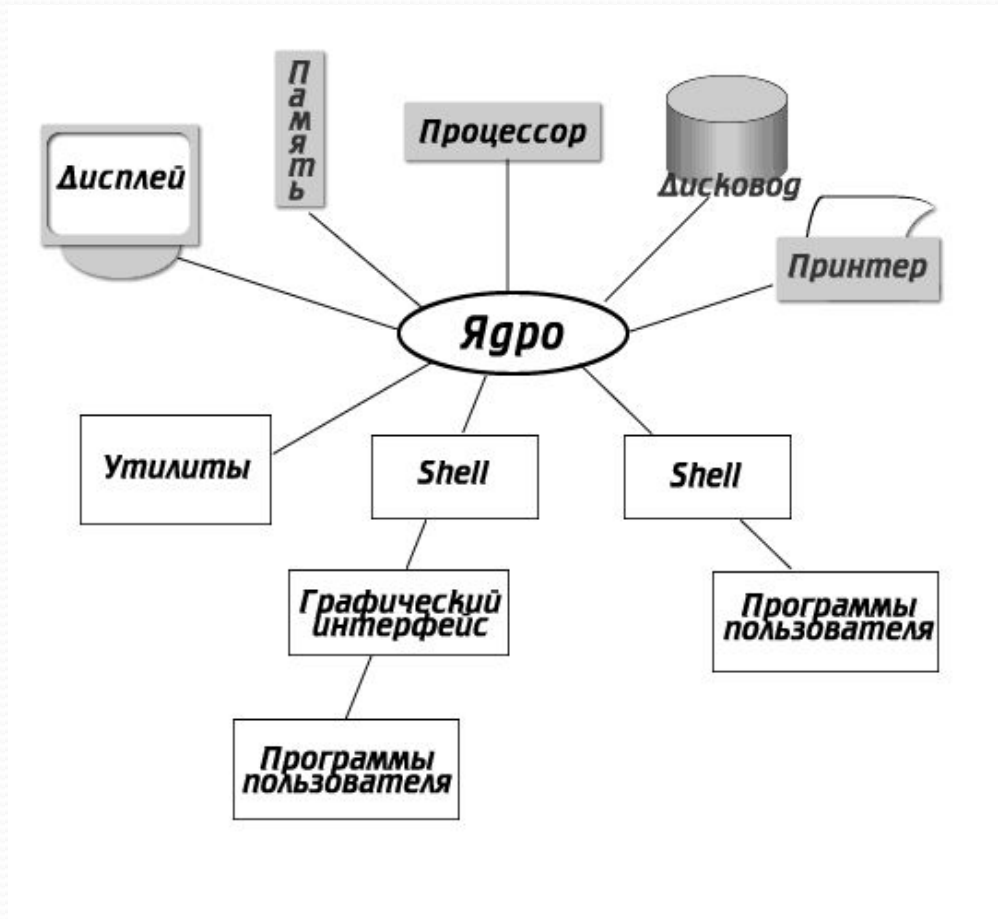 Память
Процессор
Дисплей
Дисковод
Принтер
Ядро
Утилиты
Shell
Shell
Графический
интерфейс
Программы
пользователя
Программы
пользователя